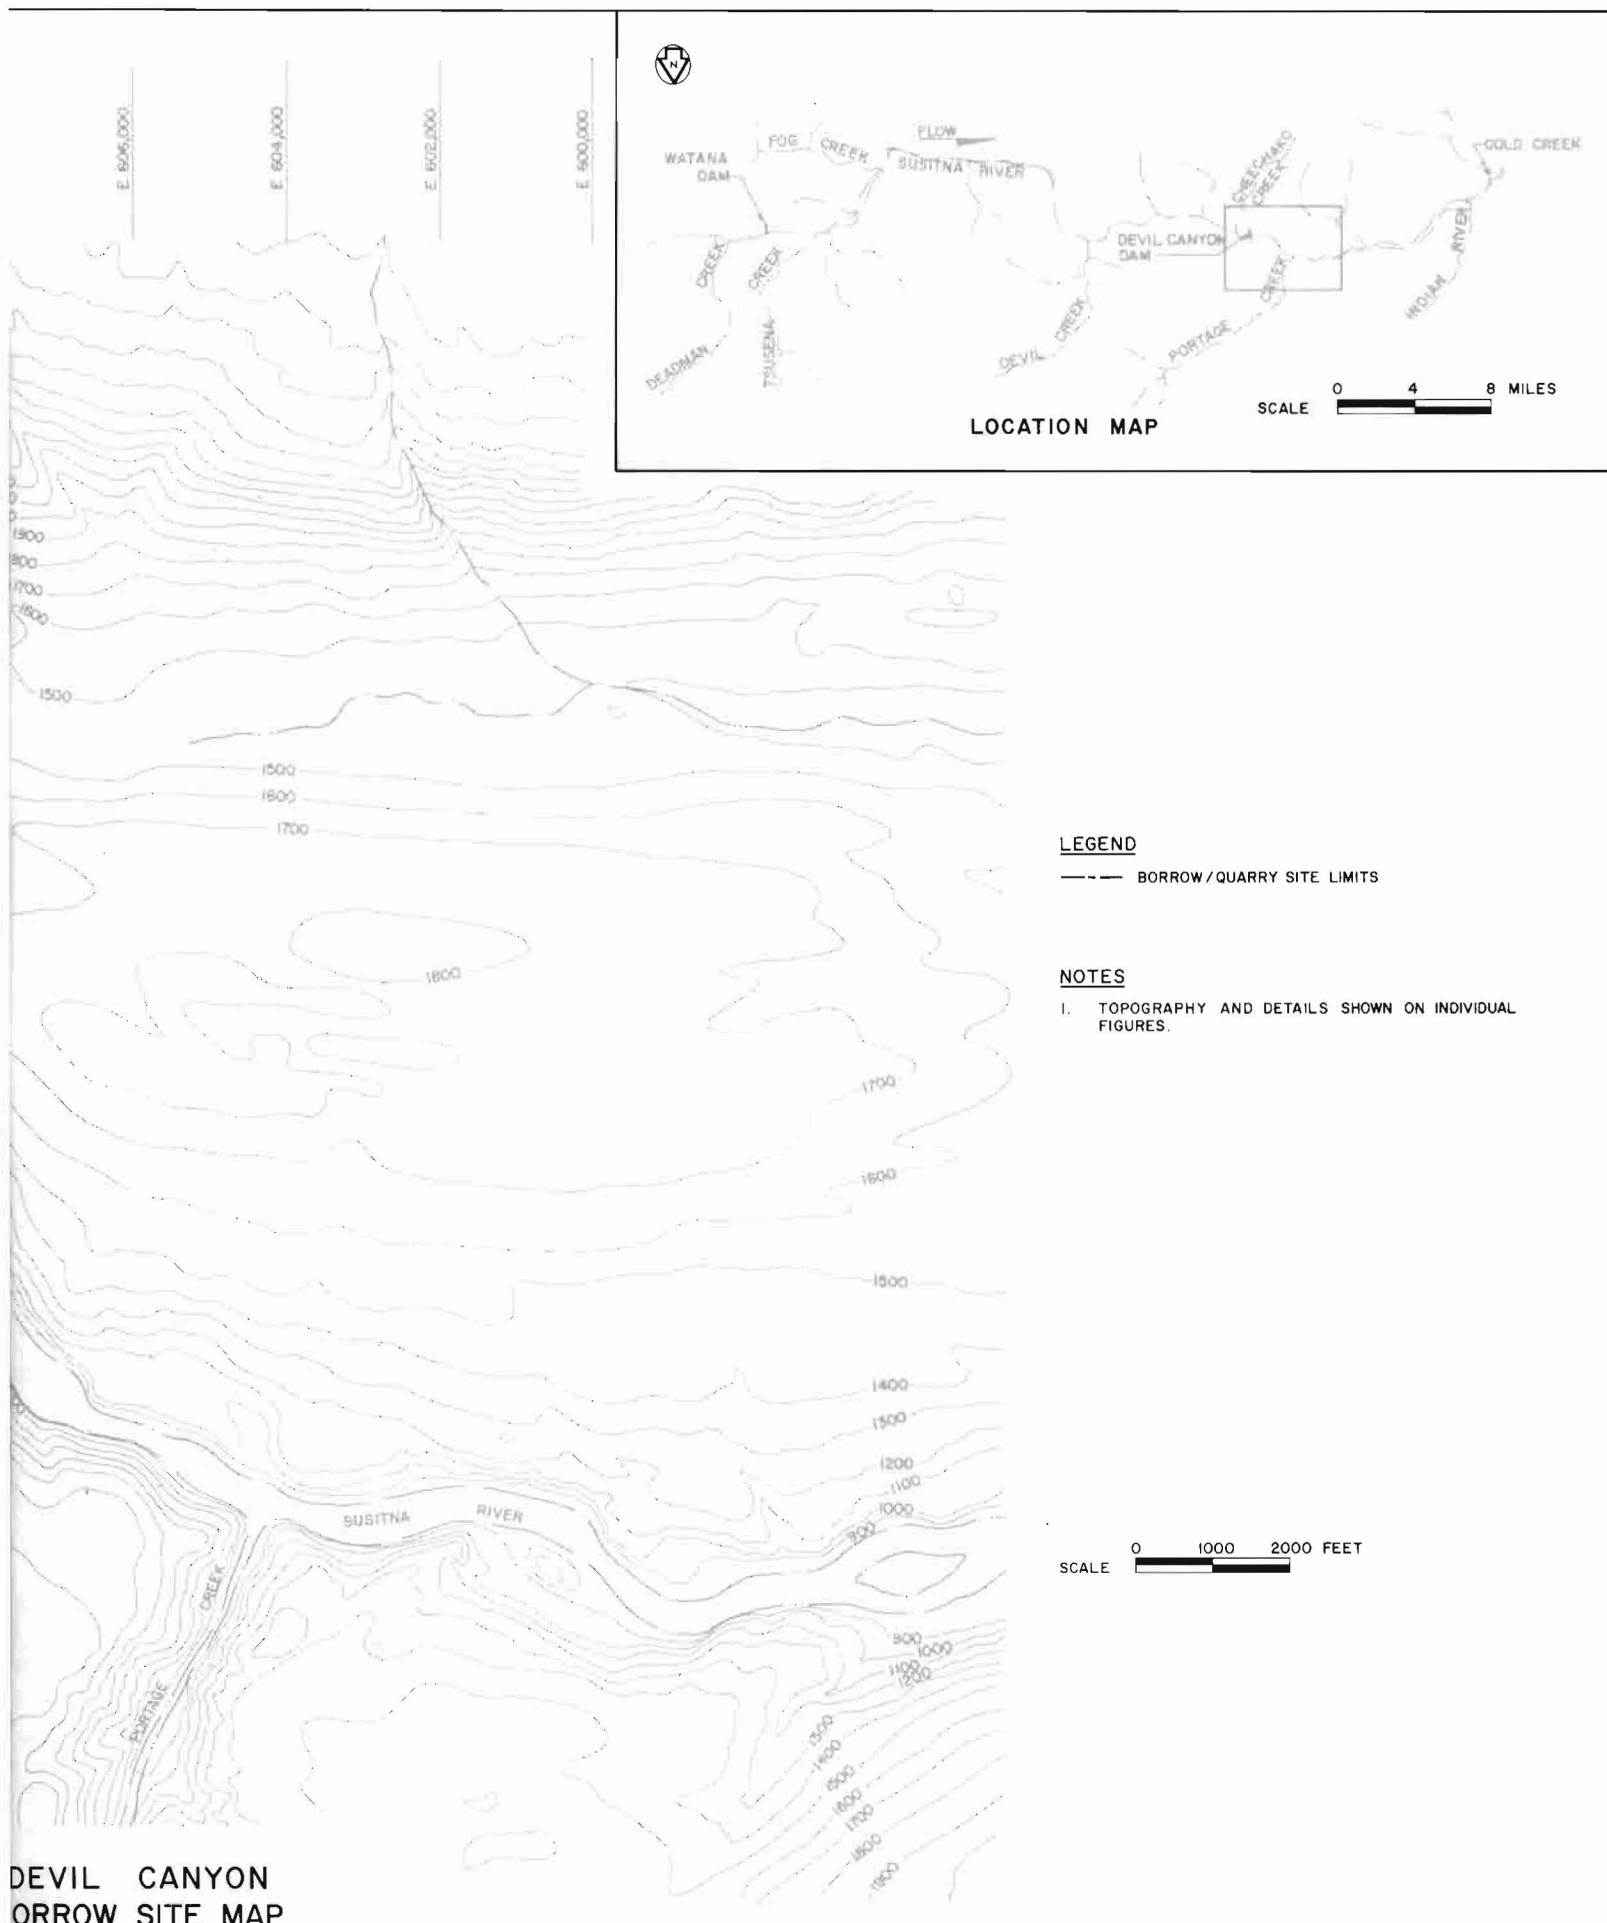 E 606,000
E 604,000
E 602,000
E 600,000
N
WATANA
DAM
FOG CREEK
FLOW
SUSITNA RIVER
CHEECHAKO
CREEK
GOLD CREEK
DEVIL CANYON
DAM
DEADMAN CREEK
TSUSENA CREEK
DEVIL CREEK
PORTAGE CREEK
INDIAN RIVER
LOCATION MAP
SCALE
0 4 8 MILES
1900
1700
1600
1500
1500
1600
1700
1800
1700
1600
1500
1400
1300
1200
1100
1000
900
LEGEND
BORROW/QUARRY SITE LIMITS
NOTES
1. TOPOGRAPHY AND DETAILS SHOWN ON INDIVIDUAL
FIGURES.
SUSITNA RIVER
PORTAGE CREEK
SCALE
0 1000 2000 FEET
900
1000
1100
1200
1300
1400
1500
1600
1700
1800
1900
DEVIL CANYON
ORROW SITE MAP